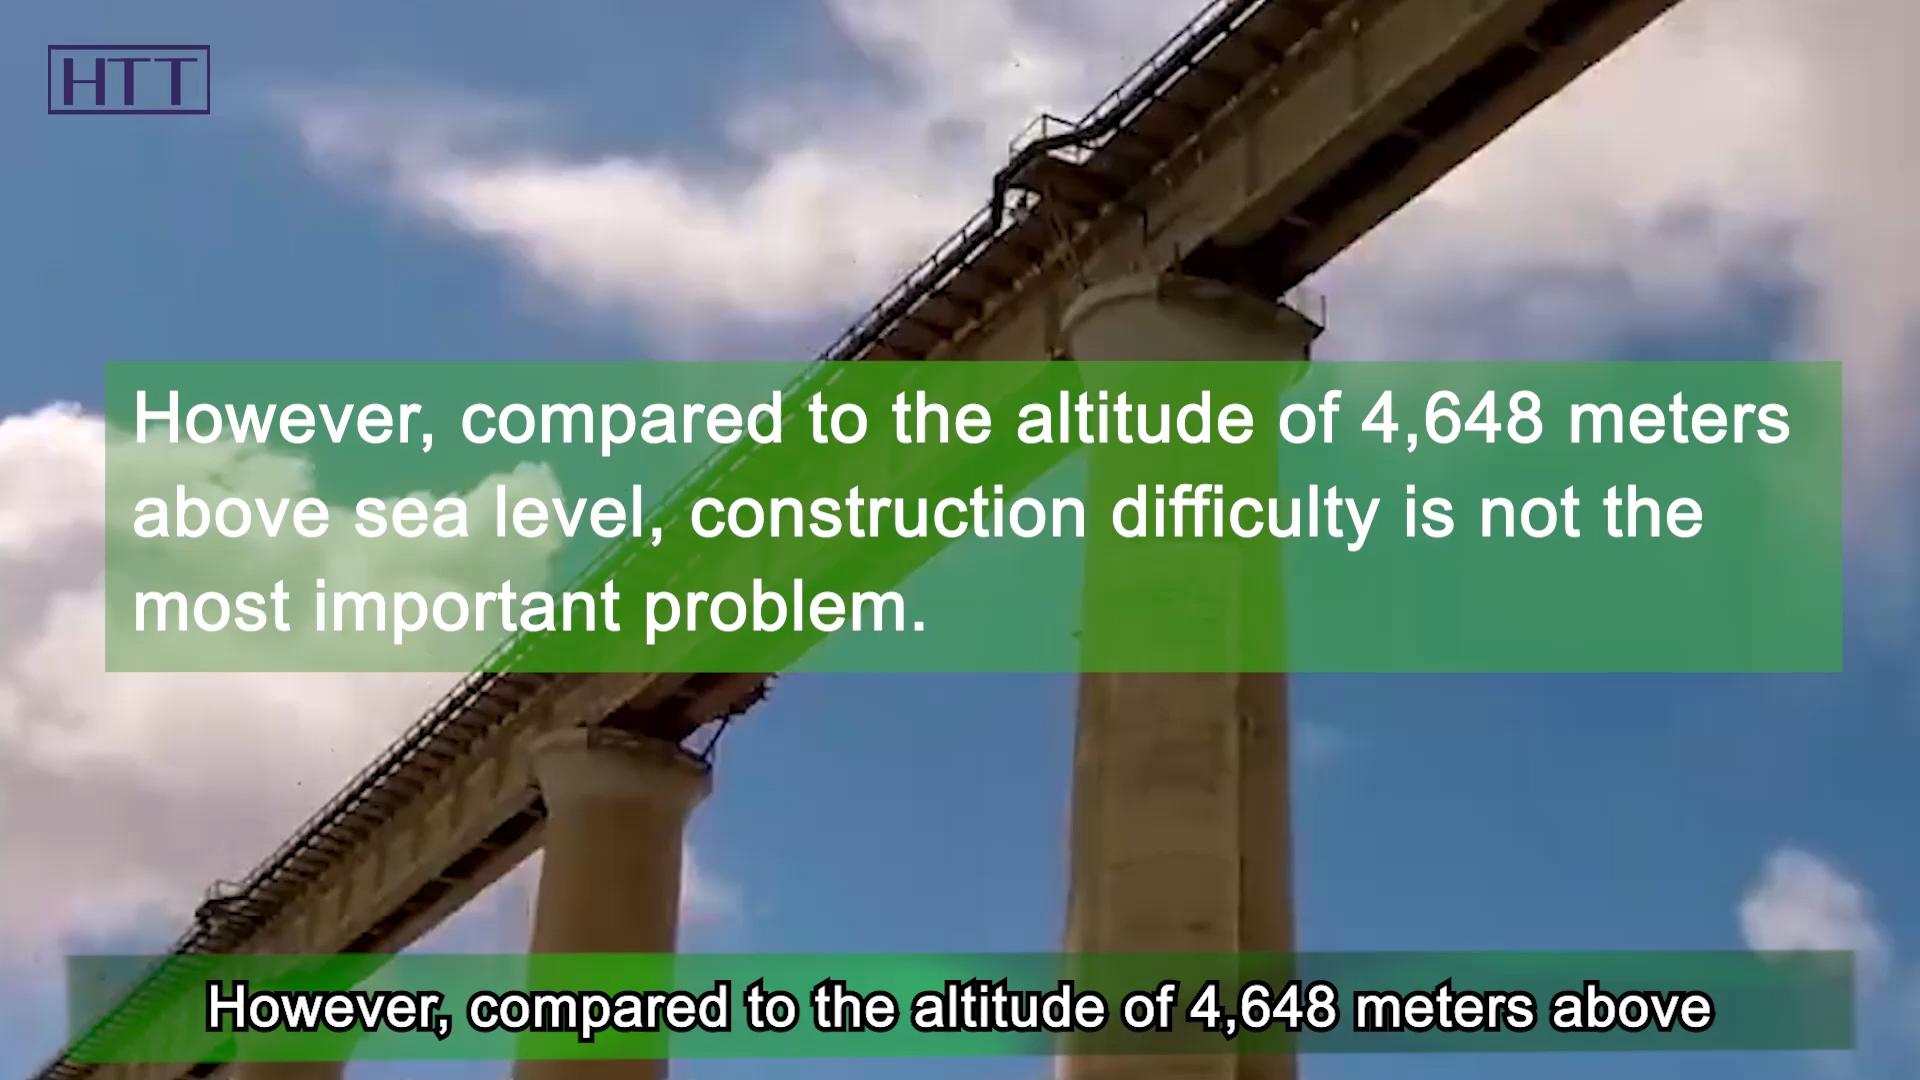 HTT
However, compared to the altitude of 4,648 meters
above sea level, construction difficulty is not the
most important problem.
However, compared to the altitude of 4,648 meters above